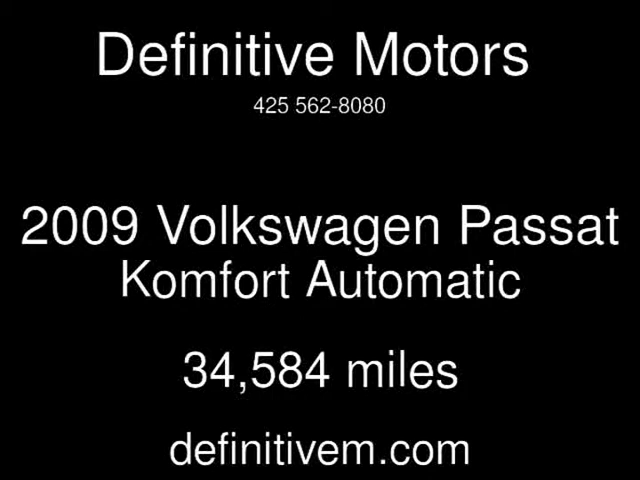 Definitive Motors
425 562-8080
2009 Volkswagen Passat
Komfort Automatic
34,584 miles
definitivem.com